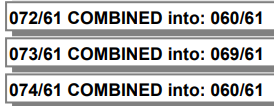 072/61 COMBINED into: 060/61
073/61 COMBINED into: 069/61
074/61 COMBINED into: 060/61